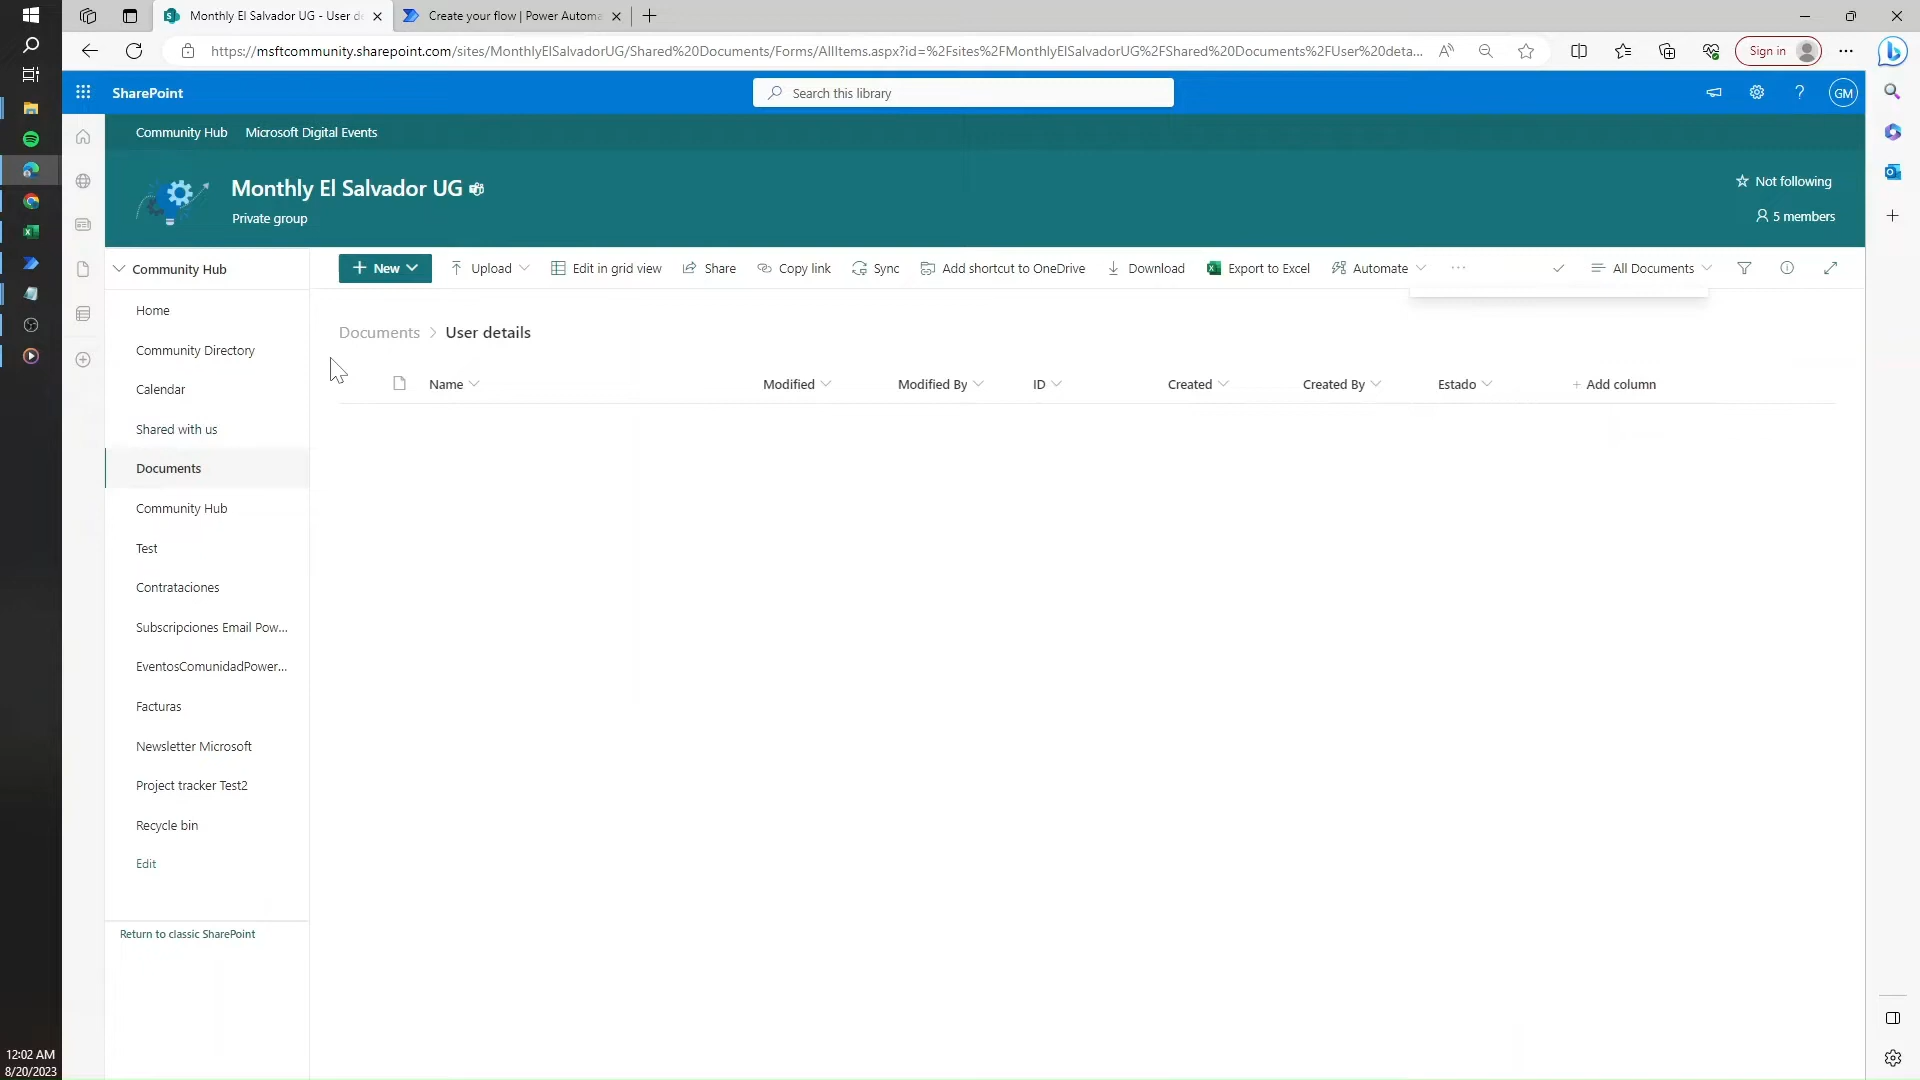 Monthly El Salvador UG - User de
Create your flow | Power Automa
https://msftcommunity.sharepoint.com/sites/MonthlyElSalvadorUG/Shared%20Documents/Forms/AllItems.aspx?id=%2Fsites%2FMonthlyElSalvadorUG%2FShared%20Documents%2FUser%20deta...
Sign in
SharePoint
Search this library
GM
Community Hub
Microsoft Digital Events
Monthly El Salvador UG
Private group
Not following
5 members
Community Hub
Home
Community Directory
Calendar
Shared with us
Documents
Community Hub
Test
Contrataciones
Subscripciones Email Pow...
EventosComunidadPower...
Facturas
Newsletter Microsoft
Project tracker Test2
Recycle bin
Edit
Return to classic SharePoint
+ New
Upload
Edit in grid view
Share
Copy link
Sync
Add shortcut to OneDrive
Download
Export to Excel
Automate
...
All Documents
Documents > User details
Name
Modified
Modified By
ID
Created
Created By
Estado
+ Add column
12:02 AM
8/20/2023